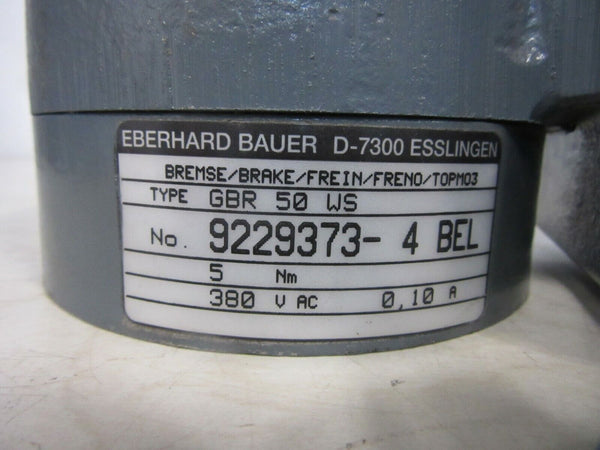 EBERHARD BAUER D-7300 ESSLINGEN
BREMSE/BRAKE/FREIN/FRENO/TOPMO3
TYPE GBR 50 WS
No. 9229373- 4 BEL
5 Nm
380 V AC 0,10 A